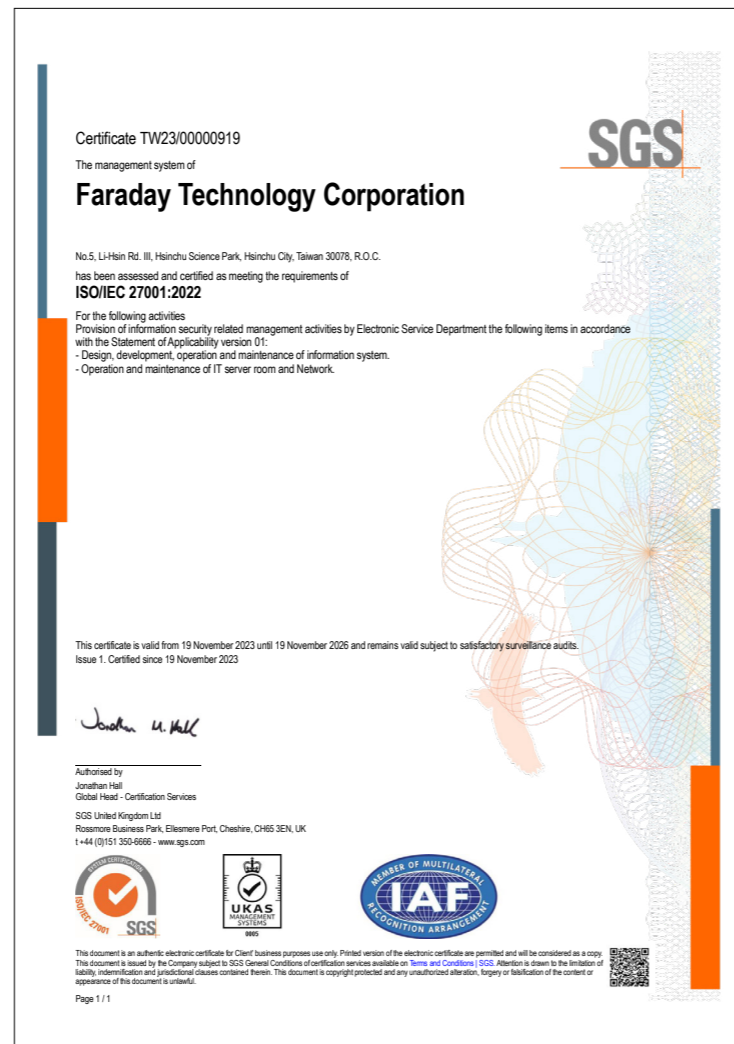 SGS
Certificate TW23/00000919
The management system of
Faraday Technology Corporation
No.5, Li-Hsin Rd. III, Hsinchu Science Park, Hsinchu City, Taiwan 30078, R.O.C.
has been assessed and certified as meeting the requirements of
ISO/IEC 27001:2022
For the following activities
Provision of information security related management activities by Electronic Service Department the following items in accordance
with the Statement of Applicability version 01:
- Design, development, operation and maintenance of information system.
- Operation and maintenance of IT server room and Network.
This certificate is valid from 19 November 2023 until 19 November 2026 and remains valid subject to satisfactory surveillance audits.
Issue 1. Certified since 19 November 2023
Jonathan M. Hall
Authorised by
Jonathan Hall
Global Head - Certification Services
SGS United Kingdom Ltd
Rossmore Business Park, Ellesmere Port, Cheshire, CH65 3EN, UK
t +44 (0)151 350-6666 - www.sgs.com
SYSTEM CERTIFICATION
ISO/IEC 27001
SGS
UKAS
MANAGEMENT
SYSTEMS
0005
MEMBER OF MULTILATERAL
IAF
RECOGNITION ARRANGEMENT
This document is an authentic electronic certificate for Client' business purposes use only. Printed version of the electronic certificate are permitted and will be considered as a copy.
This document is issued by the Company subject to SGS General Conditions of certification services available on Terms and Conditions | SGS. Attention is drawn to the limitation of
liability, indemnification and jurisdictional clauses contained therein. This document is copyright protected and any unauthorized alteration, forgery or falsification of the content or
appearance of this document is unlawful.
Page 1 / 1